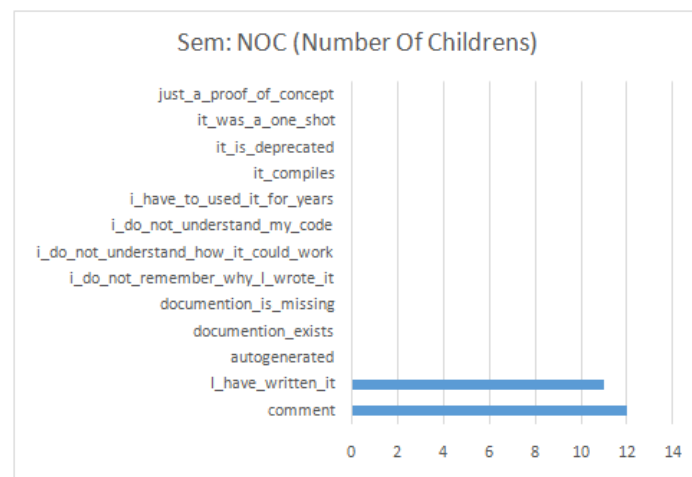 Sem: NOC (Number Of Childrens)
just_a_proof_of_concept
it_was_a_one_shot
it_is_deprecated
it_compiles
i_have_to_used_it_for_years
i_do_not_understand_my_code
i_do_not_understand_how_it_could_work
i_do_not_remember_why_I_wrote_it
documention_is_missing
documention_exists
autogenerated
I_have_written_it
comment
0 2 4 6 8 10 12 14